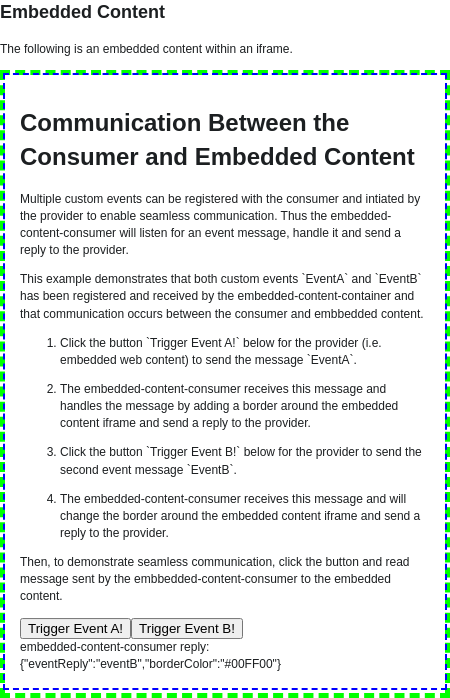 Embedded Content
The following is an embedded content within an iframe.
Communication Between the
Consumer and Embedded Content
Multiple custom events can be registered with the consumer and intiated by
the provider to enable seamless communication. Thus the embedded-
content-consumer will listen for an event message, handle it and send a
reply to the provider.
This example demonstrates that both custom events `EventA` and `EventB`
has been registered and received by the embedded-content-container and
that communication occurs between the consumer and embbedded content.
1. Click the button `Trigger Event A!` below for the provider (i.e.
embedded web content) to send the message `EventA`.
2. The embedded-content-consumer receives this message and
handles the message by adding a border around the embedded
content iframe and send a reply to the provider.
3. Click the button `Trigger Event B!` below for the provider to send the
second event message `EventB`.
4. The embedded-content-consumer receives this message and will
change the border around the embedded content iframe and send a
reply to the provider.
Then, to demonstrate seamless communication, click the button and read
message sent by the embbedded-content-consumer to the embedded
content.
Trigger Event A! Trigger Event B!
embedded-content-consumer reply:
{"eventReply":"eventB","borderColor":"#00FF00"}